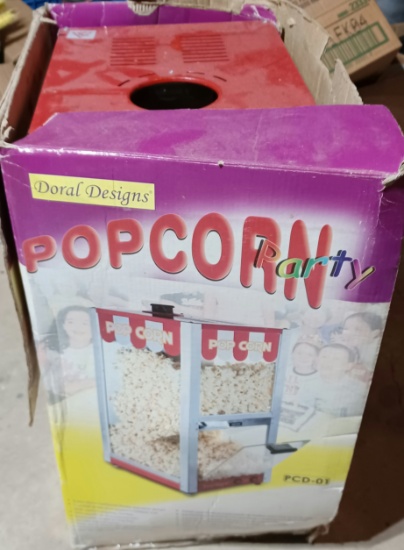 Doral Designs®
POPCORN
Party
POP CORN
POP CORN
PCD-01